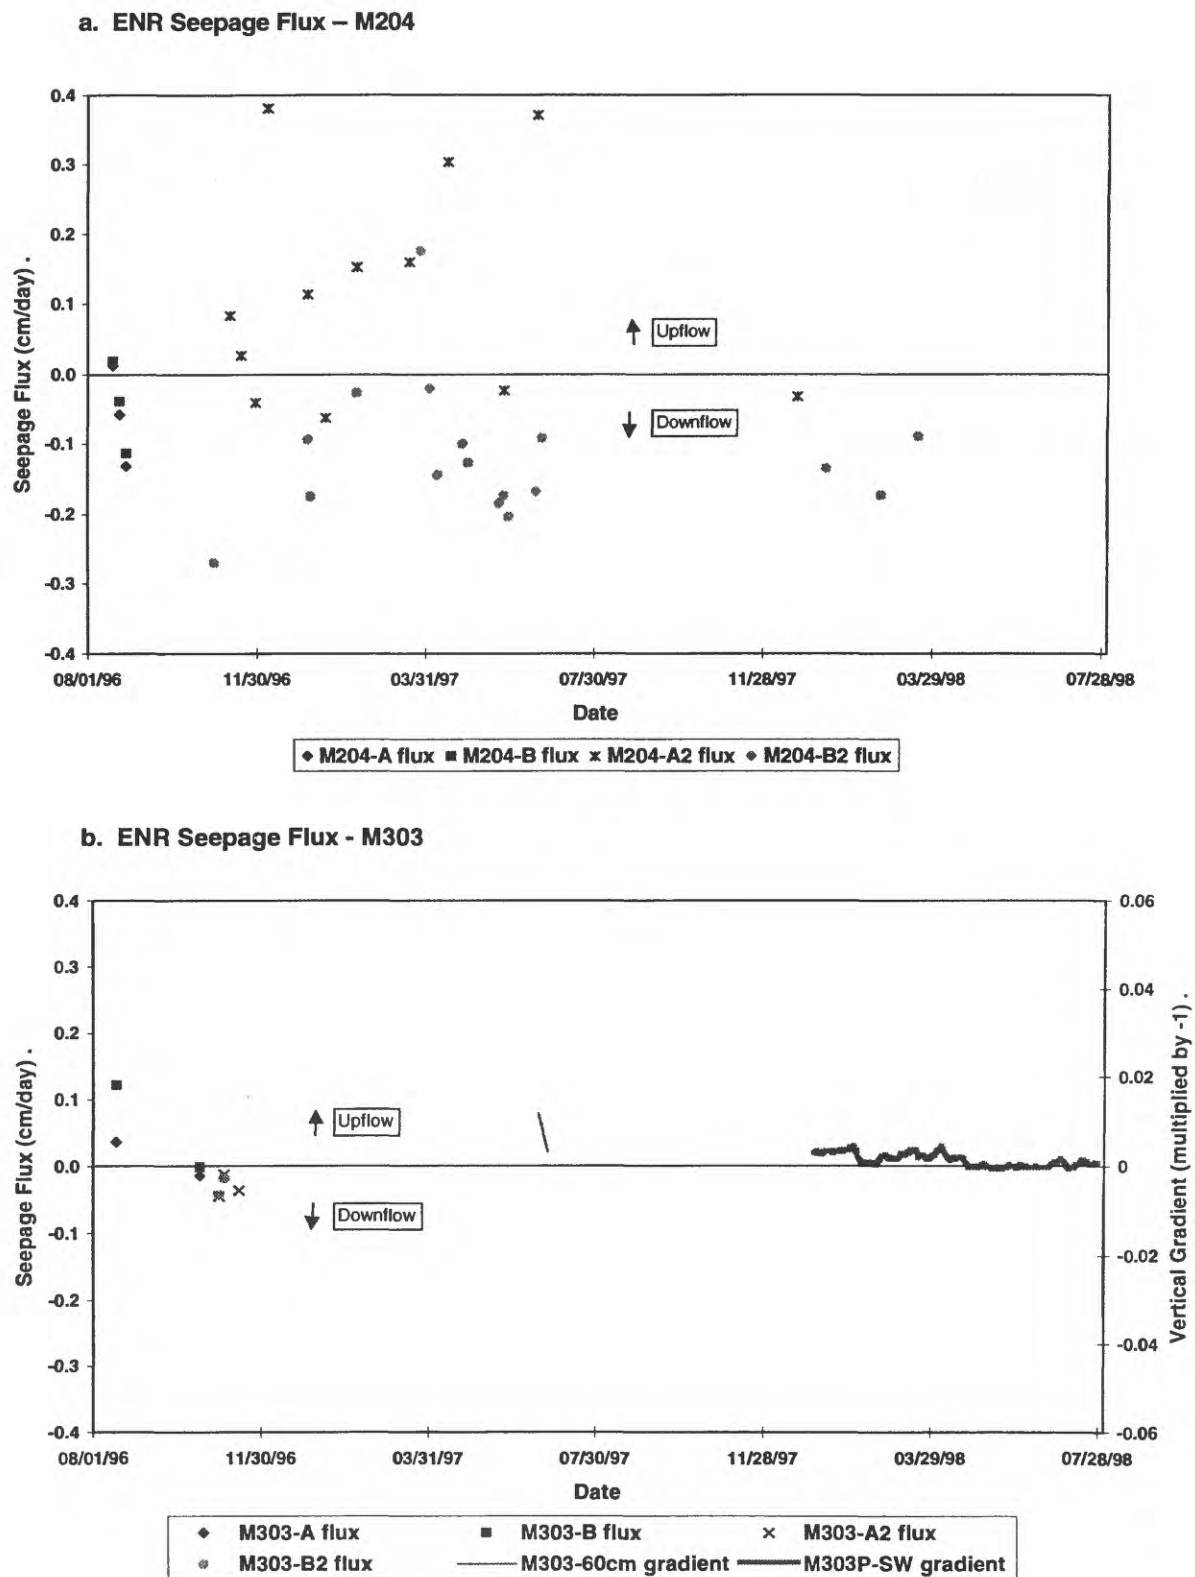 a. ENR Seepage Flux – M204
0.4
0.3
0.2
0.1
0.0
-0.1
-0.2
-0.3
-0.4
Seepage Flux (cm/day) .
Upflow
Downflow
08/01/96 11/30/96 03/31/97 07/30/97 11/28/97 03/29/98 07/28/98
Date
M204-A flux M204-B flux M204-A2 flux M204-B2 flux
b. ENR Seepage Flux - M303
0.4
0.3
0.2
0.1
0.0
-0.1
-0.2
-0.3
-0.4
Seepage Flux (cm/day) .
Upflow
Downflow
0.06
0.04
0.02
0
-0.02
-0.04
-0.06
Vertical Gradient (multiplied by -1) .
08/01/96 11/30/96 03/31/97 07/30/97 11/28/97 03/29/98 07/28/98
Date
M303-A flux M303-B flux M303-A2 flux
M303-B2 flux M303-60cm gradient M303P-SW gradient